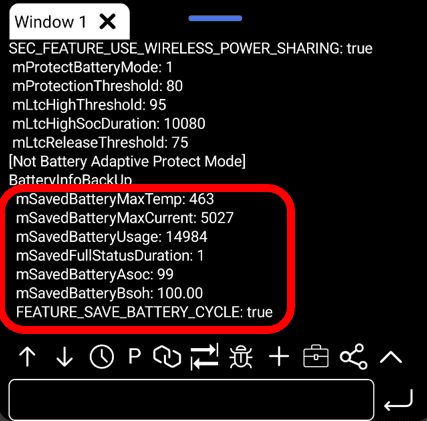 Window 1
SEC_FEATURE_USE_WIRELESS_POWER_SHARING: true
mProtectBatteryMode: 1
mProtectionThreshold: 80
mLtcHighThreshold: 95
mLtcHighSocDuration: 10080
mLtcReleaseThreshold: 75
[Not Battery Adaptive Protect Mode]
BatteryInfoBackUp
mSavedBatteryMaxTemp: 463
mSavedBatteryMaxCurrent: 5027
mSavedBatteryUsage: 14984
mSavedFullStatusDuration: 1
mSavedBatteryAsoc: 99
mSavedBatteryBsoh: 100.00
FEATURE_SAVE_BATTERY_CYCLE: true
P